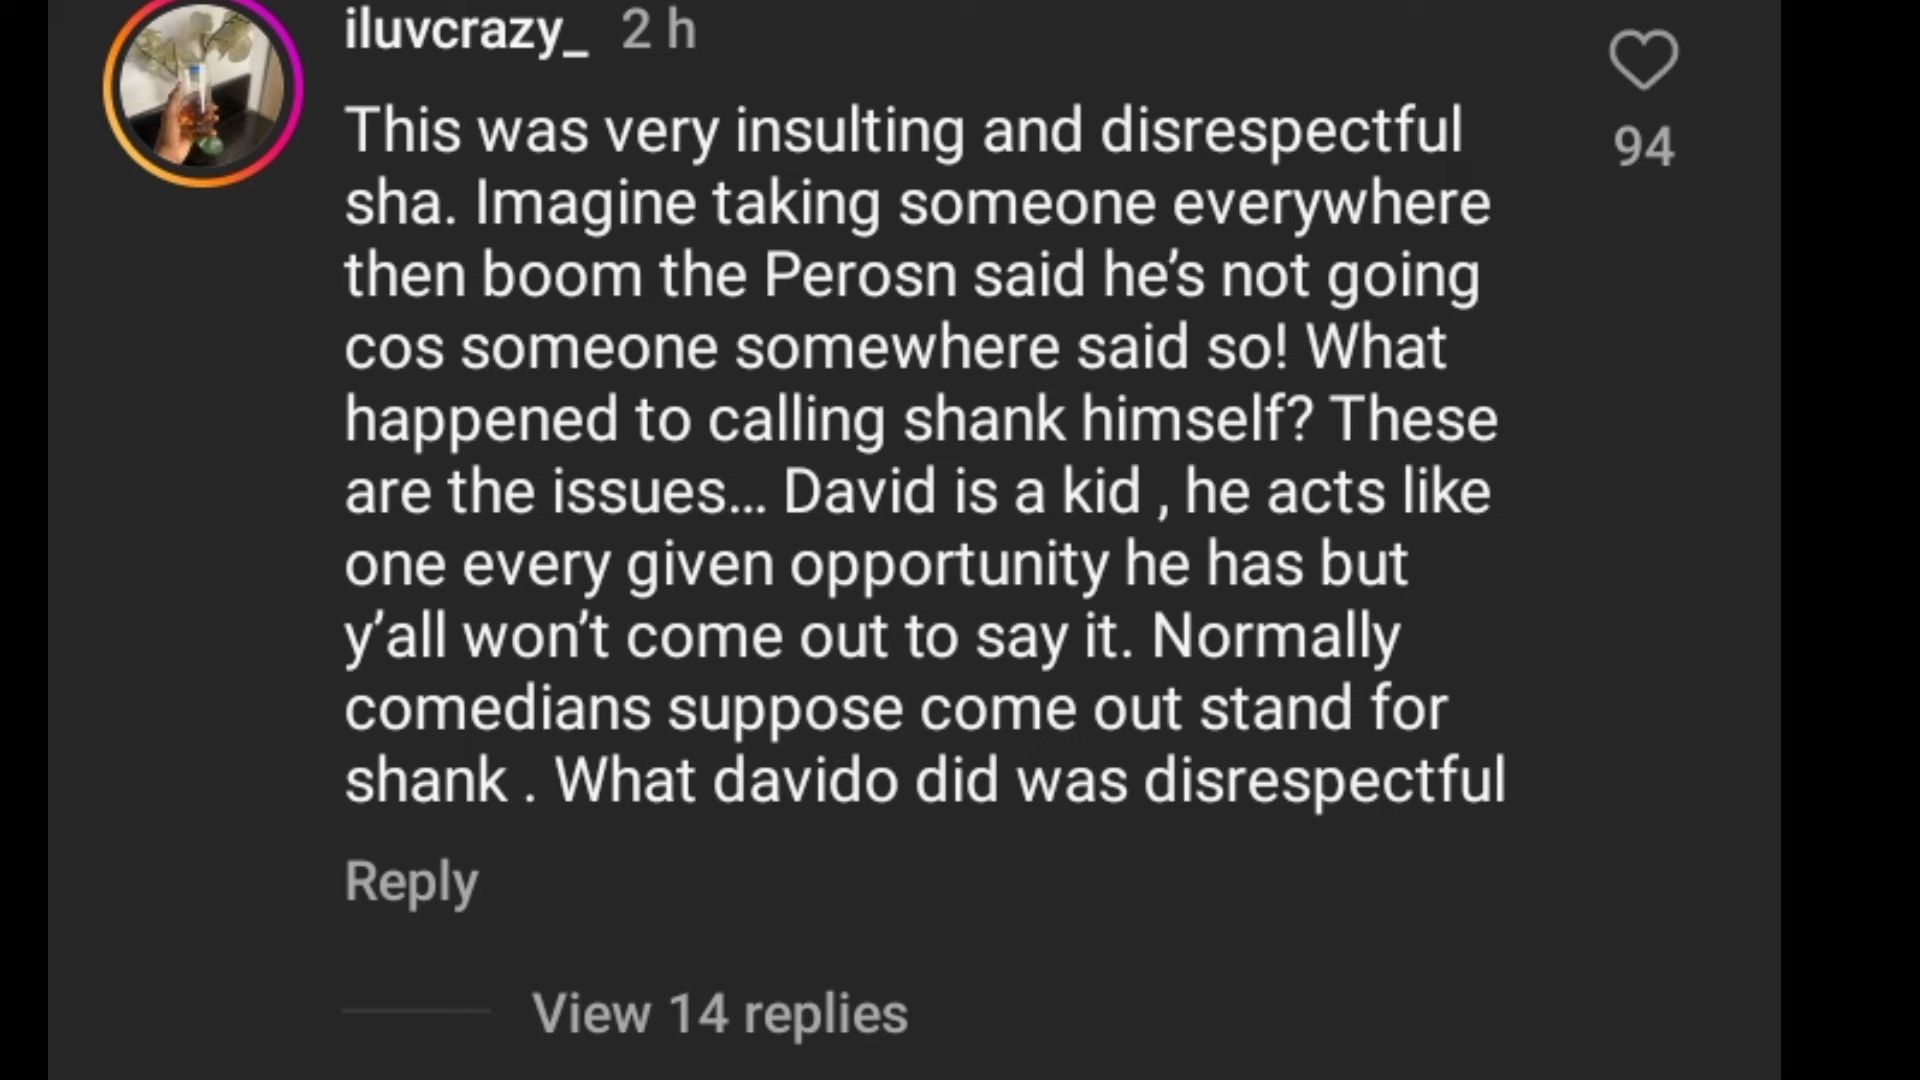 iluvcrazy_ 2 h
This was very insulting and disrespectful
94
sha. Imagine taking someone everywhere
then boom the Perosn said he’s not going
cos someone somewhere said so! What
happened to calling shank himself? These
are the issues... David is a kid , he acts like
one every given opportunity he has but
y’all won’t come out to say it. Normally
comedians suppose come out stand for
shank . What davido did was disrespectful
Reply
View 14 replies